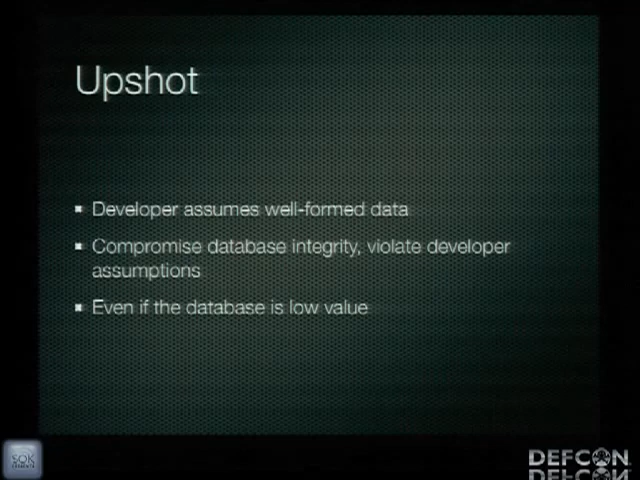 Upshot
Developer assumes well-formed data
Compromise database integrity, violate developer
assumptions
Even if the database is low value
SOK
DEFCON